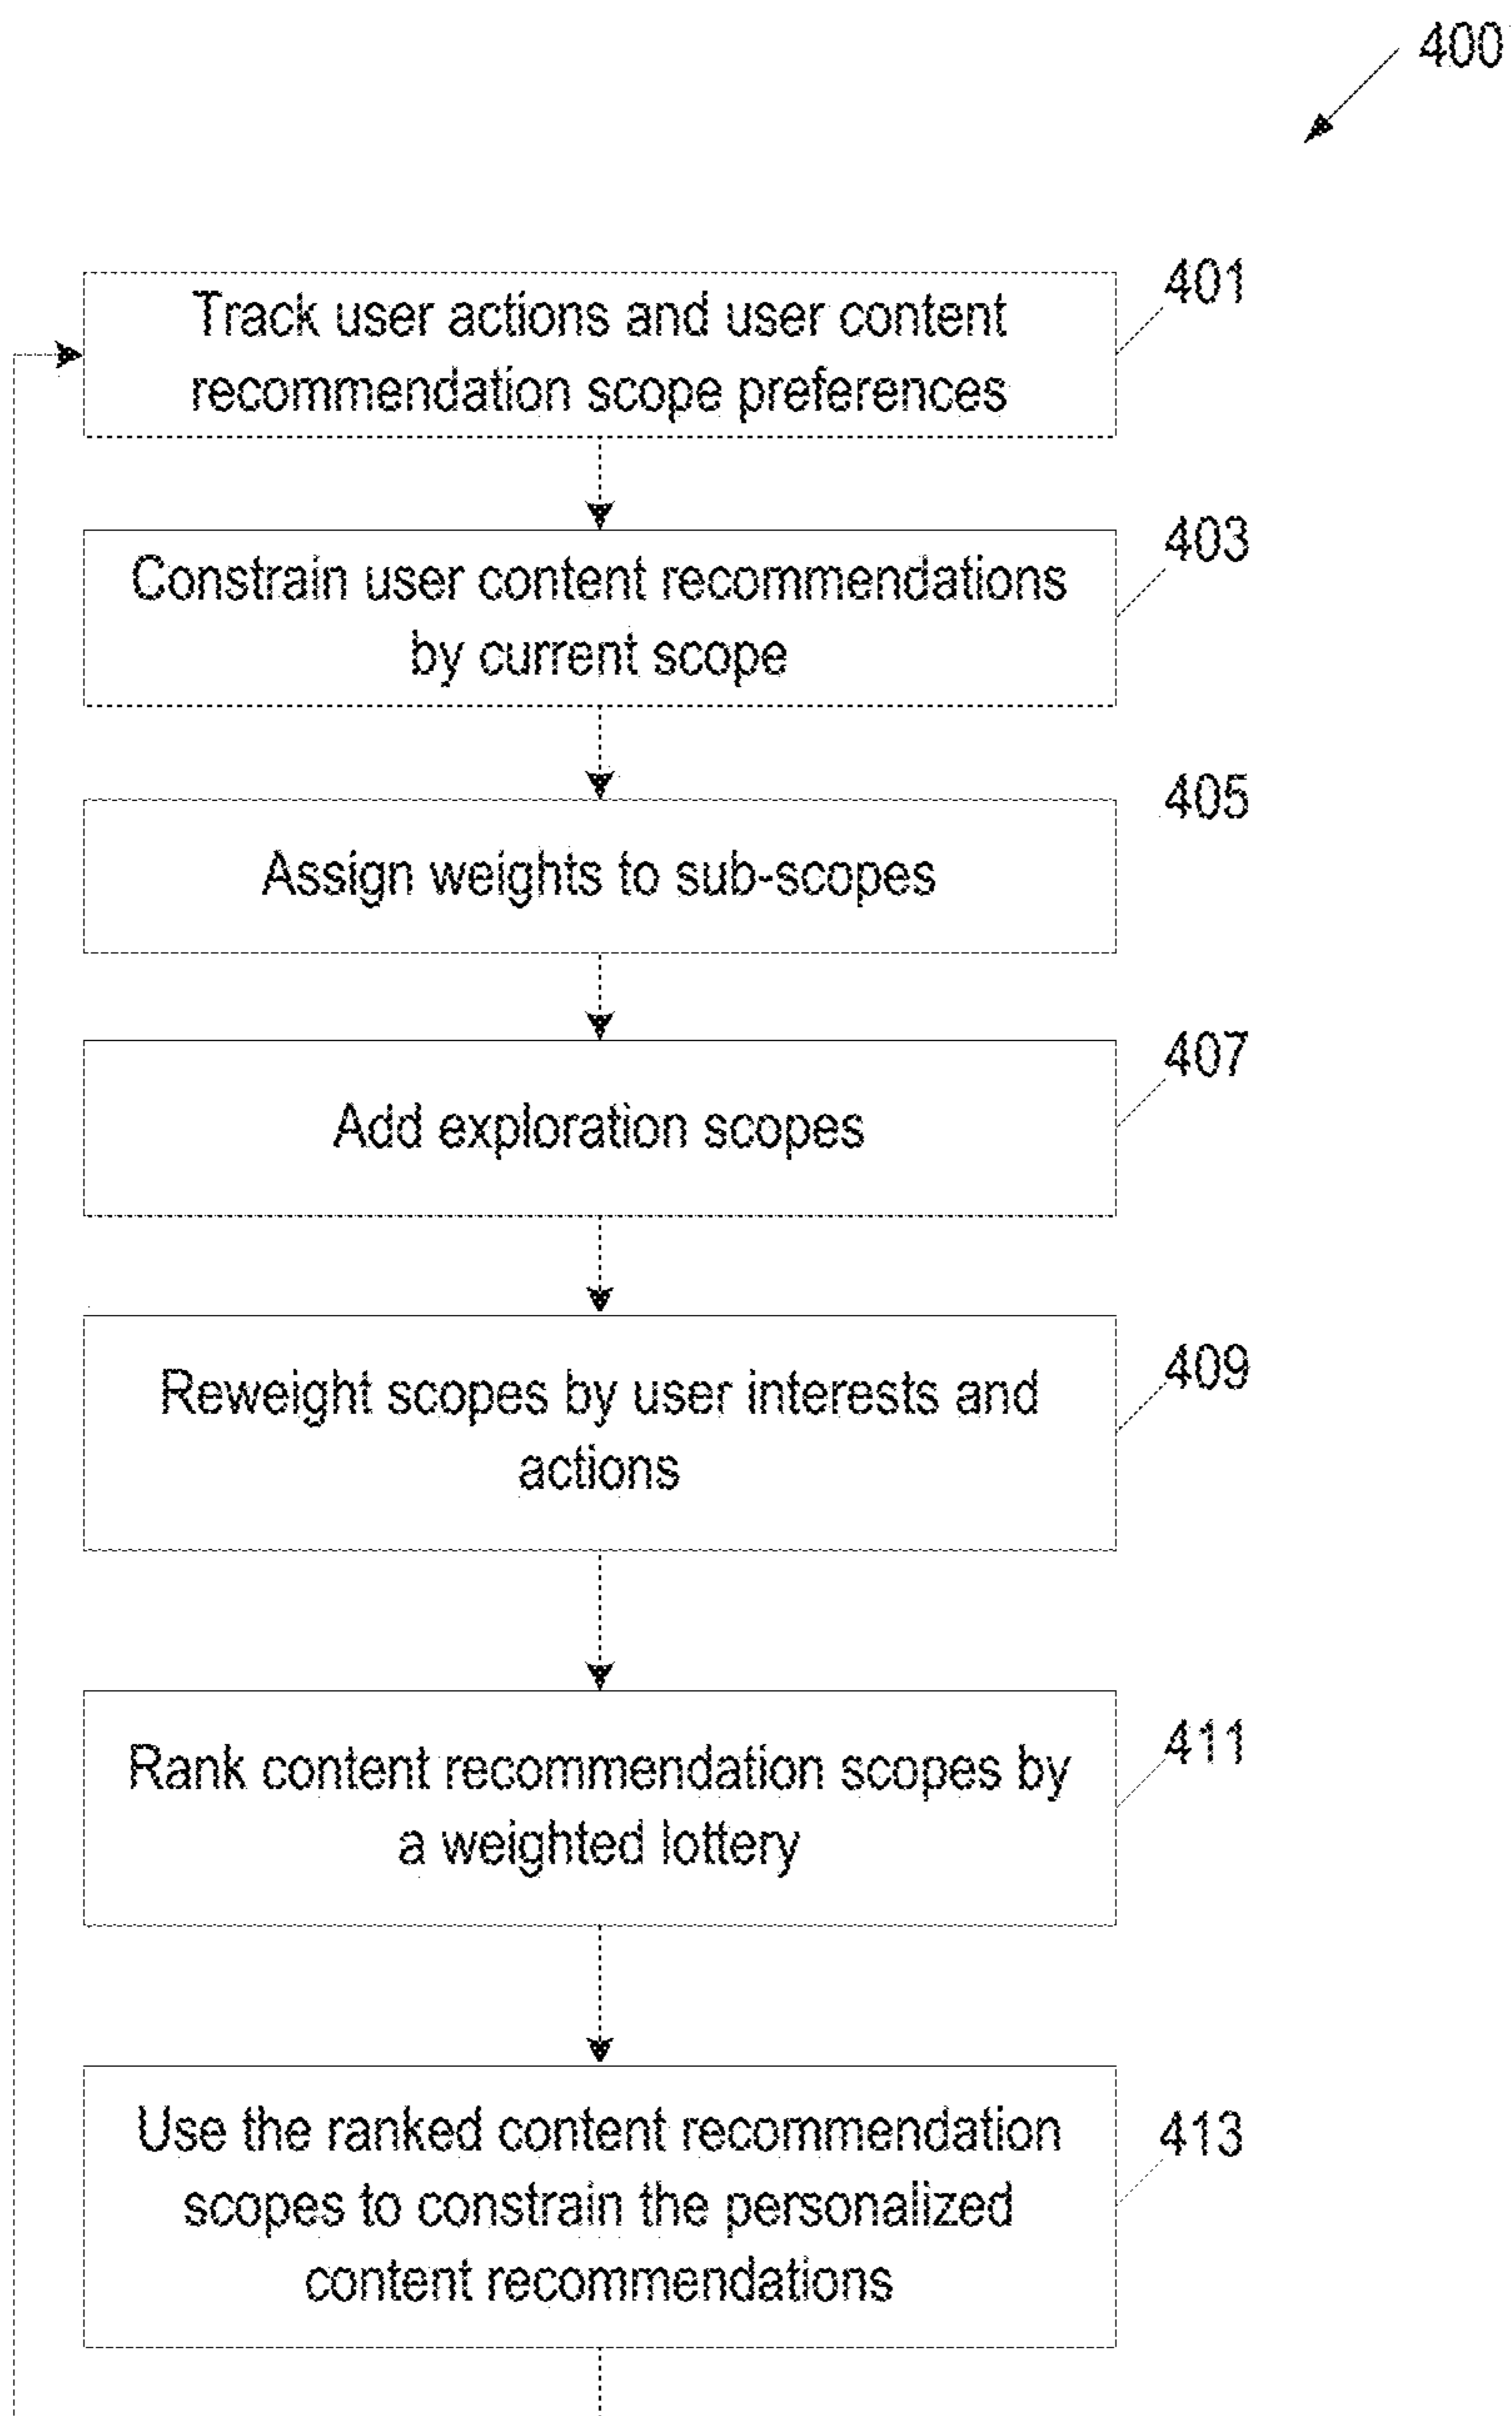 400
Track user actions and user content
recommendation scope preferences
401
Constrain user content recommendations
by current scope
403
Assign weights to sub-scopes
405
Add exploration scopes
407
Reweight scopes by user interests and
actions
409
Rank content recommendation scopes by
a weighted lottery
411
Use the ranked content recommendation
scopes to constrain the personalized
content recommendations
413